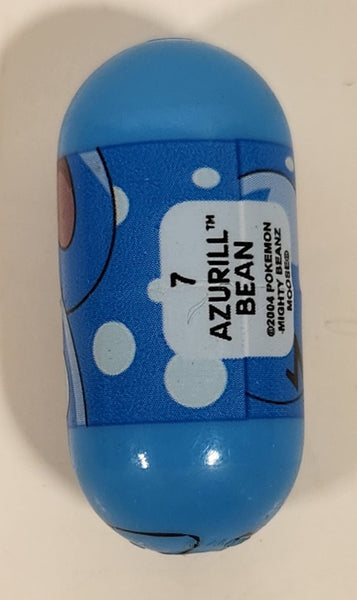 7
AZURILL™
BEAN
©2004 POKEMON
MIGHTY BEANZ
MOOSE®